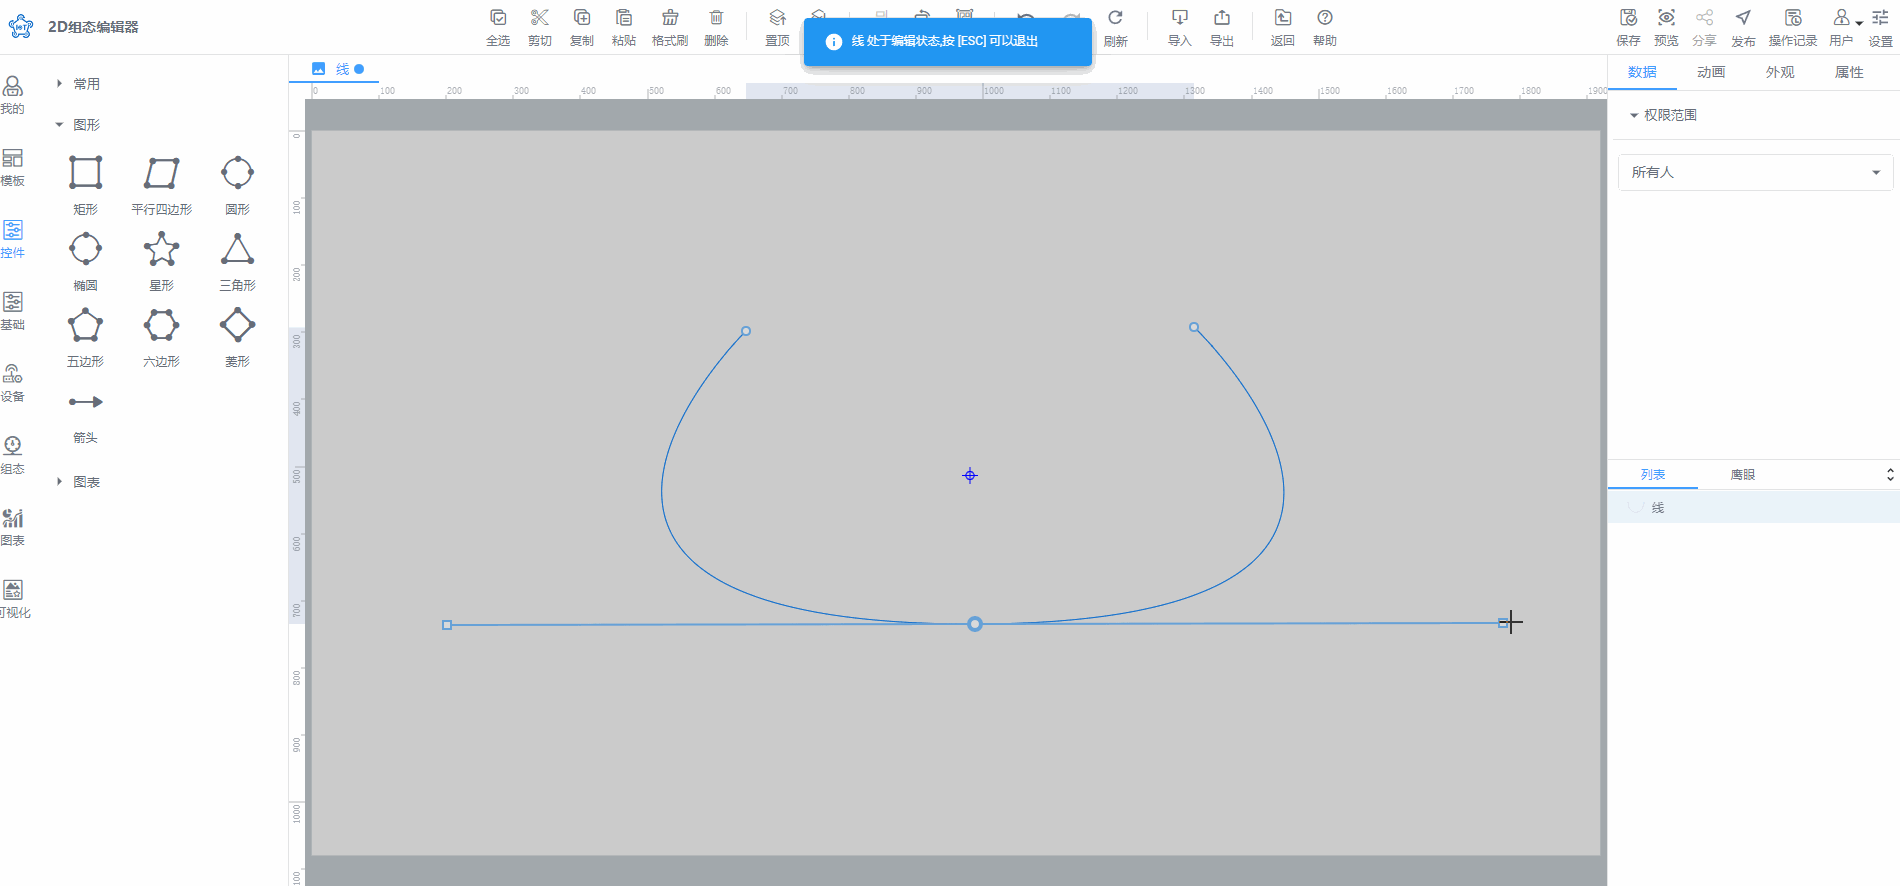 2D组态编辑器
全选 剪切 复制 粘贴 格式刷 删除 置顶 刷新 导入 导出 返回 帮助
保存 预览 分享 发布 操作记录 用户 设置
线 处于编辑状态,按 [ESC] 可以退出
我的
模板
控件
基础
设备
组态
图表
可视化
常用
图形
矩形 平行四边形 圆形
椭圆 星形 三角形
五边形 六边形 菱形
箭头
图表
线
0 100 200 300 400 500 600 700 800 900 1000 1100 1200 1300 1400 1500 1600 1700 1800 1900
0
100
200
300
400
500
600
700
800
900
1000
数据 动画 外观 属性
权限范围
所有人
列表 鹰眼
线